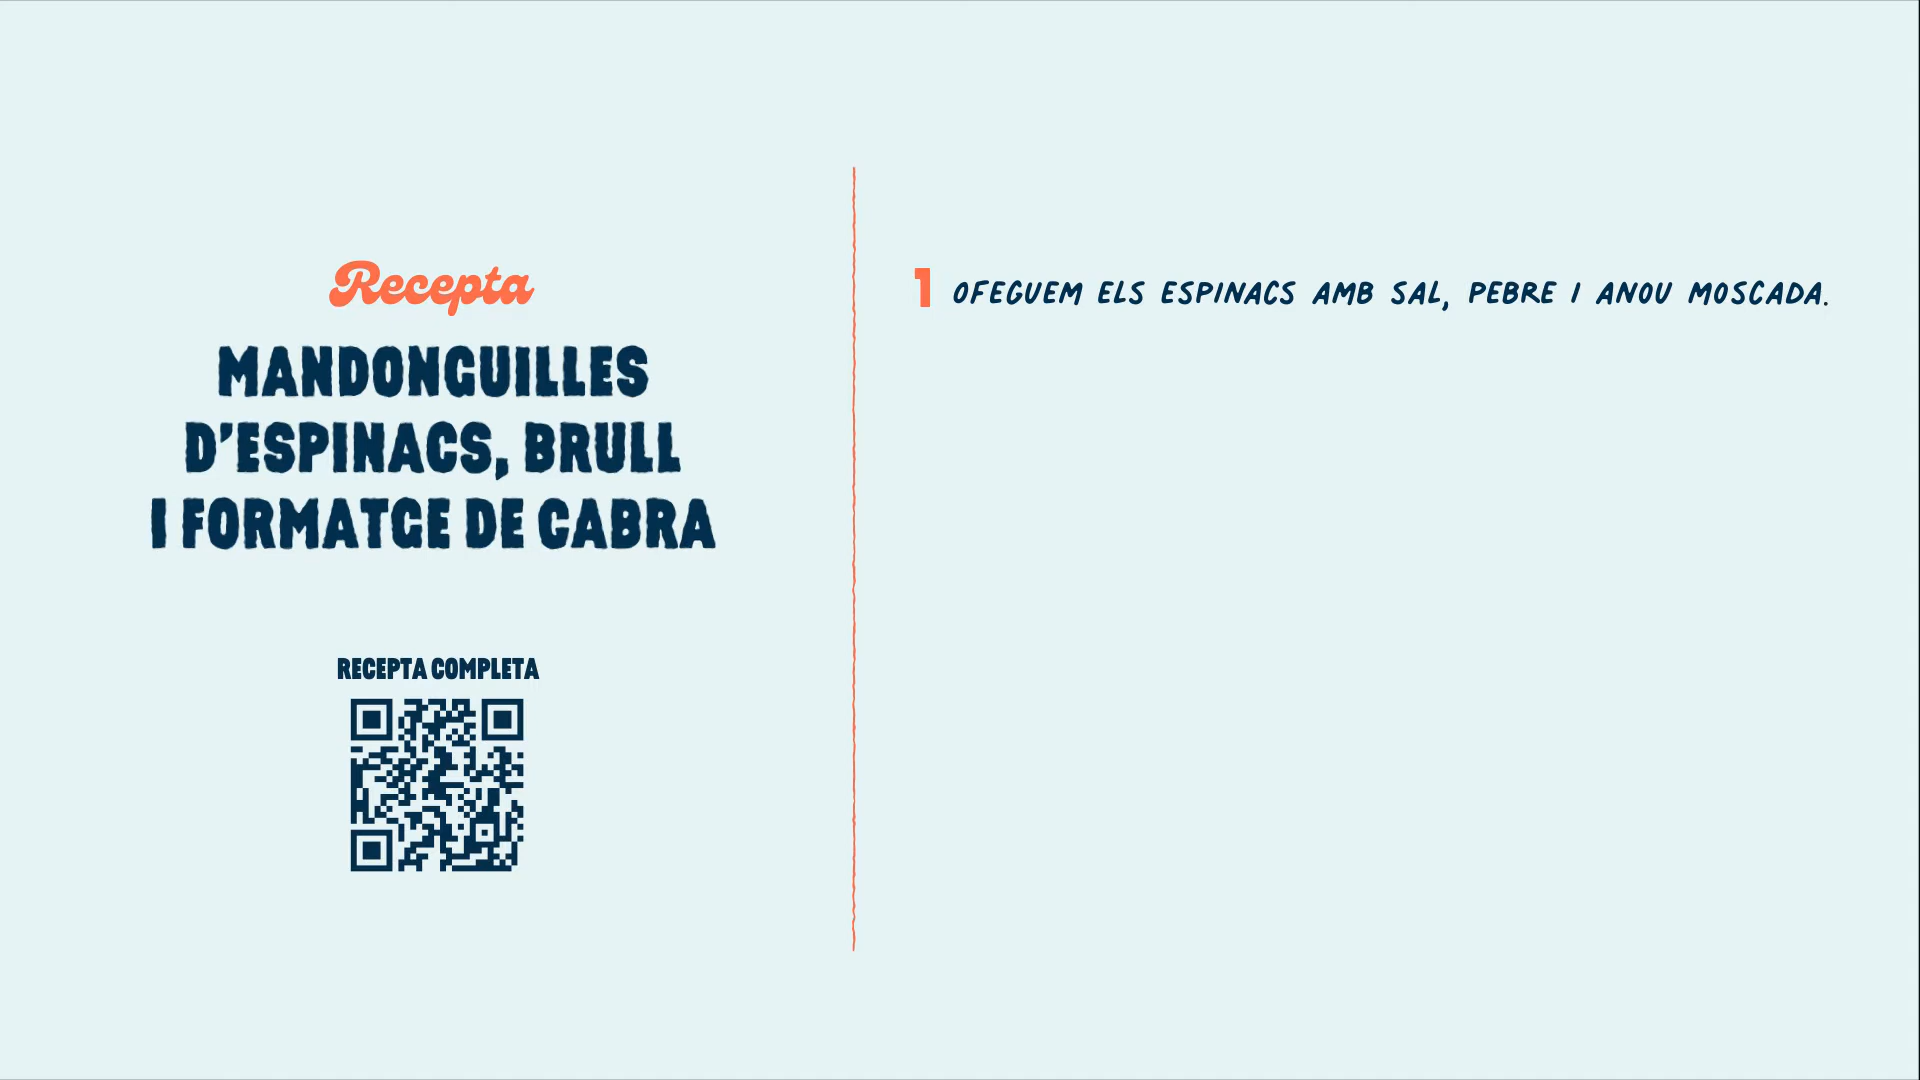 Recepta
MANDONGUILLES
D'ESPINACS, BRULL
I FORMATGE DE CABRA
RECEPTA COMPLETA
1 OFEGUEM ELS ESPINACS AMB SAL, PEBRE I ANOU MOSCADA.